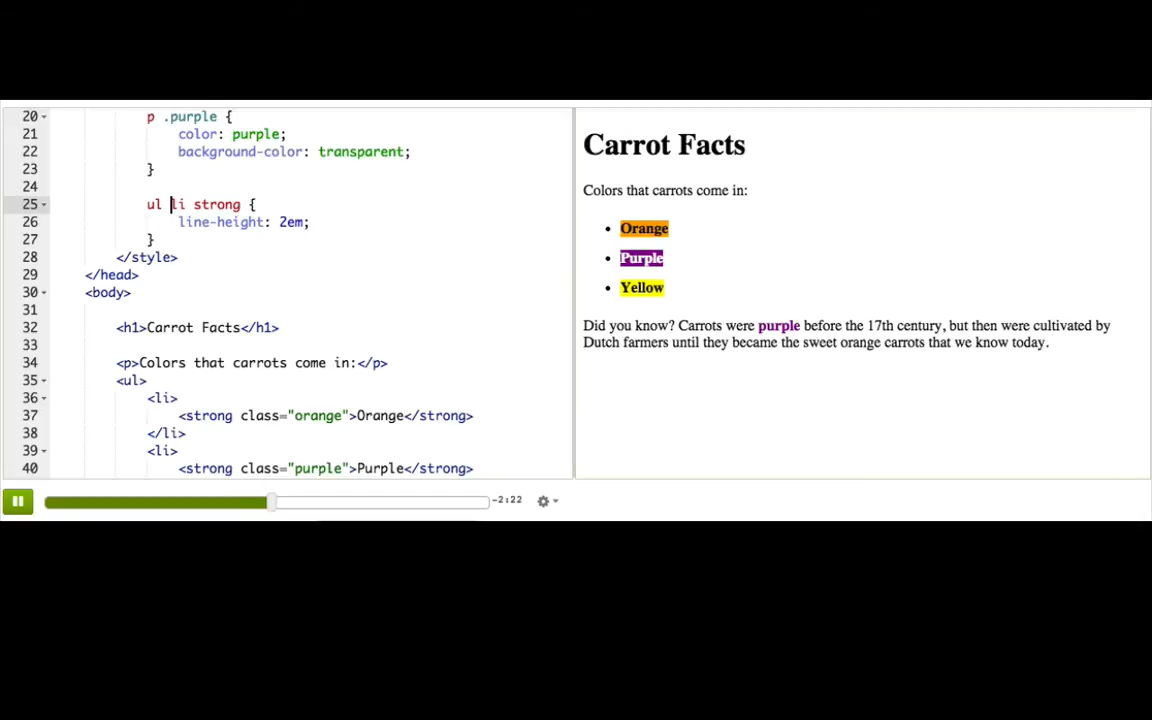 20 p .purple {
21 color: purple;
22 background-color: transparent;
23 }
24
25 ul li strong {
26 line-height: 2em;
27 }
28 </style>
29 </head>
30 <body>
31
32 <h1>Carrot Facts</h1>
33
34 <p>Colors that carrots come in:</p>
35 <ul>
36 <li>
37 <strong class="orange">Orange</strong>
38 </li>
39 <li>
40 <strong class="purple">Purple</strong>
Carrot Facts
Colors that carrots come in:
• Orange
• Purple
• Yellow
Did you know? Carrots were purple before the 17th century, but then were cultivated by
Dutch farmers until they became the sweet orange carrots that we know today.
-2:22